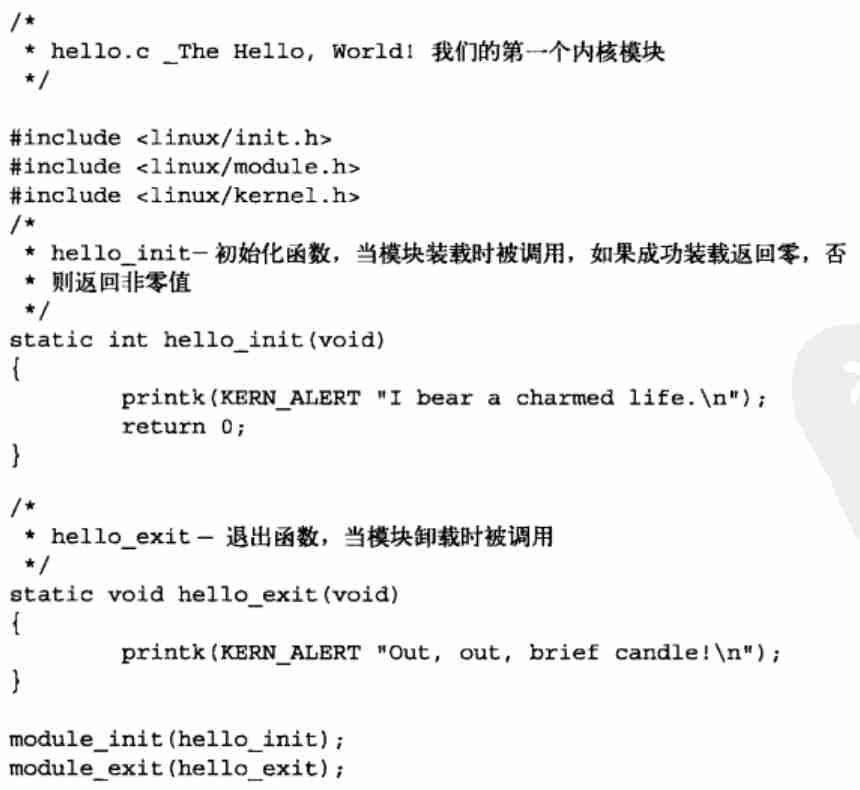 /*
 * hello.c _The Hello, World! 我们的第一个内核模块
 */
#include <linux/init.h>
#include <linux/module.h>
#include <linux/kernel.h>
/*
 * hello_init— 初始化函数，当模块装载时被调用，如果成功装载返回零，否
 * 则返回非零值
 */
static int hello_init(void)
{
        printk(KERN_ALERT "I bear a charmed life.\n");
        return 0;
}
/*
 * hello_exit — 退出函数，当模块卸载时被调用
 */
static void hello_exit(void)
{
        printk(KERN_ALERT "Out, out, brief candle!\n");
}
module_init(hello_init);
module_exit(hello_exit);